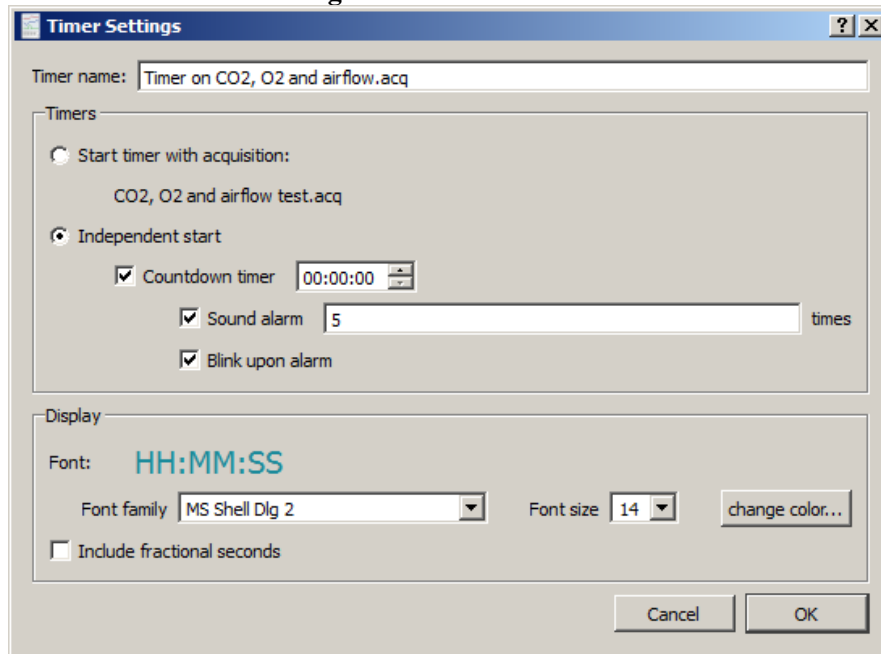 Timer Settings
Timer name: Timer on CO2, O2 and airflow.acq
Timers
Start timer with acquisition:
CO2, O2 and airflow test.acq
Independent start
Countdown timer 00:00:00
Sound alarm 5 times
Blink upon alarm
Display
Font: HH:MM:SS
Font family MS Shell Dlg 2 Font size 14 change color...
Include fractional seconds
Cancel OK